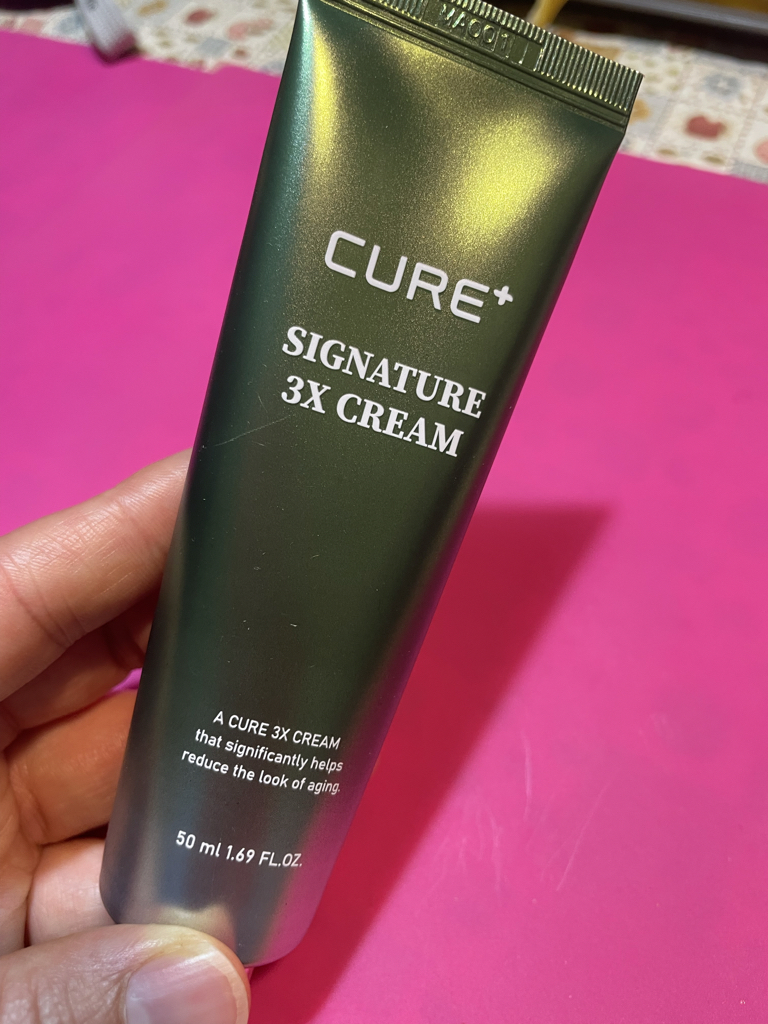 CURE+
SIGNATURE
3X CREAM
A CURE 3X CREAM
that significantly helps
reduce the look of aging.
50 ml 1.69 FL.OZ.